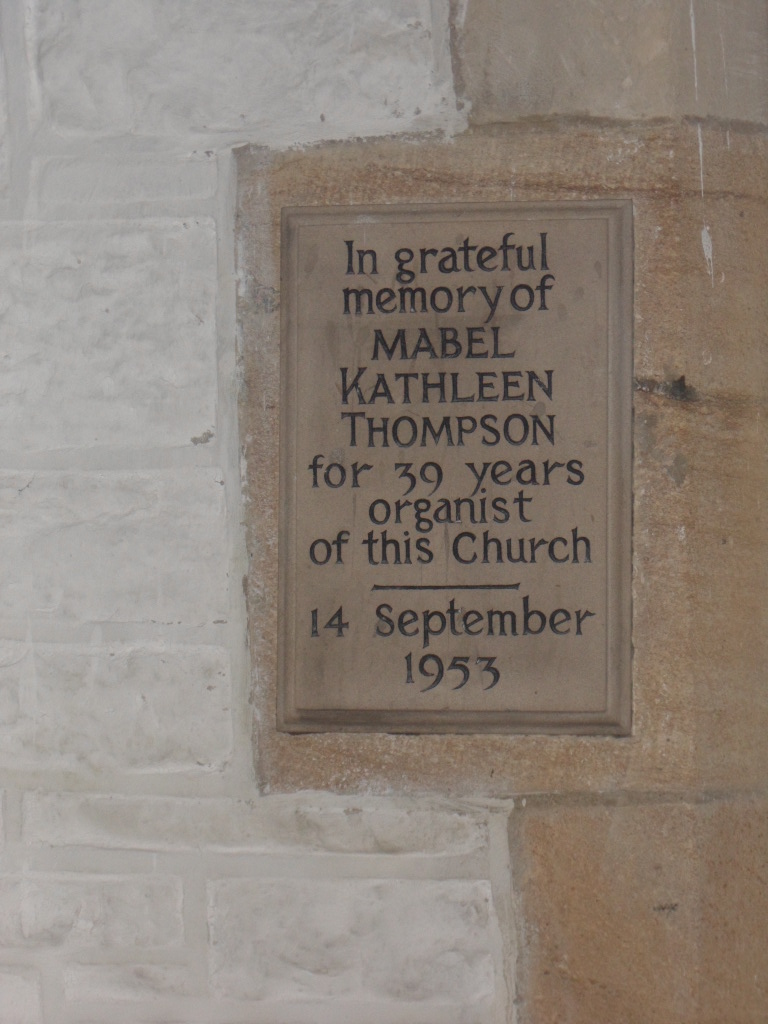 In grateful
memory of
MABEL
KATHLEEN
THOMPSON
for 39 years
organist
of this Church
14 September
1953